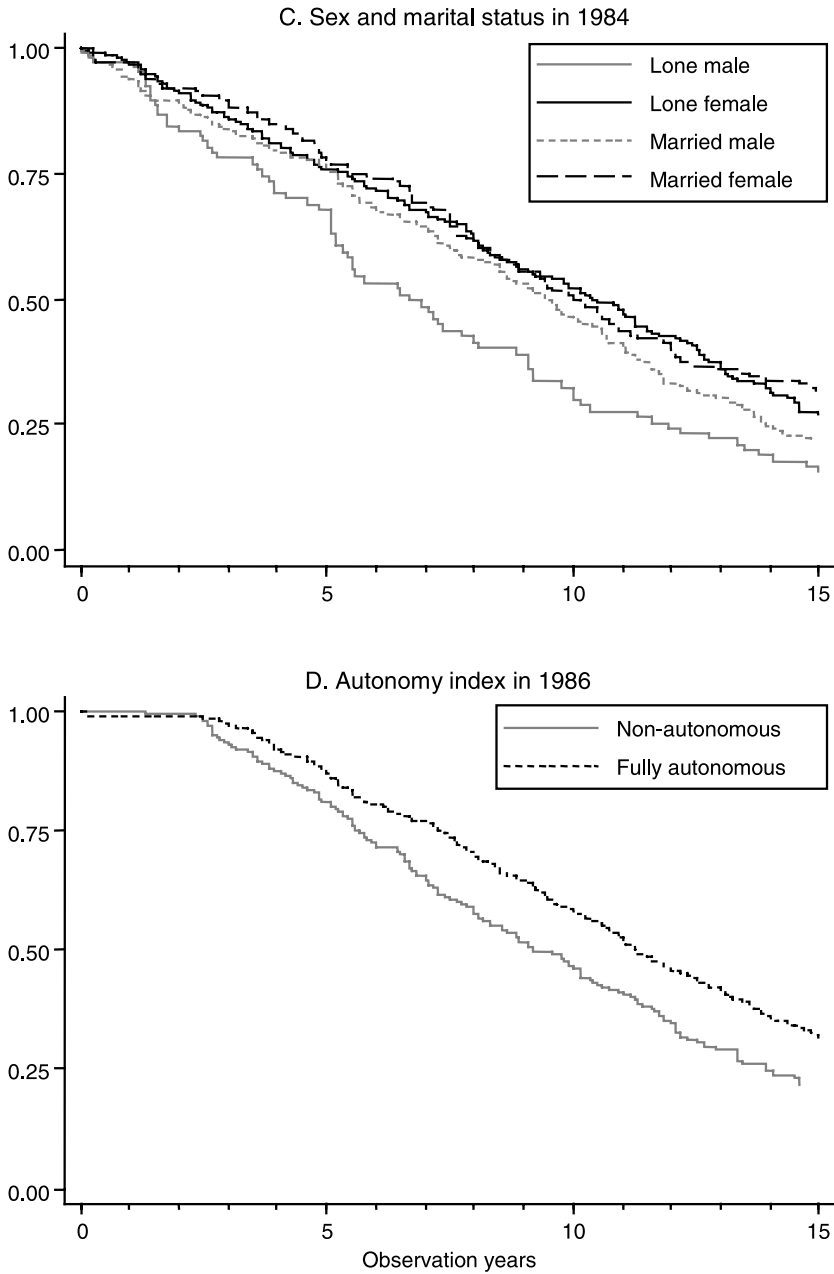 C. Sex and marital status in 1984
1.00
0.75
0.50
0.25
0.00
Lone male
Lone female
Married male
Married female
0 5 10 15
D. Autonomy index in 1986
1.00
0.75
0.50
0.25
0.00
Non-autonomous
Fully autonomous
0 5 10 15
Observation years